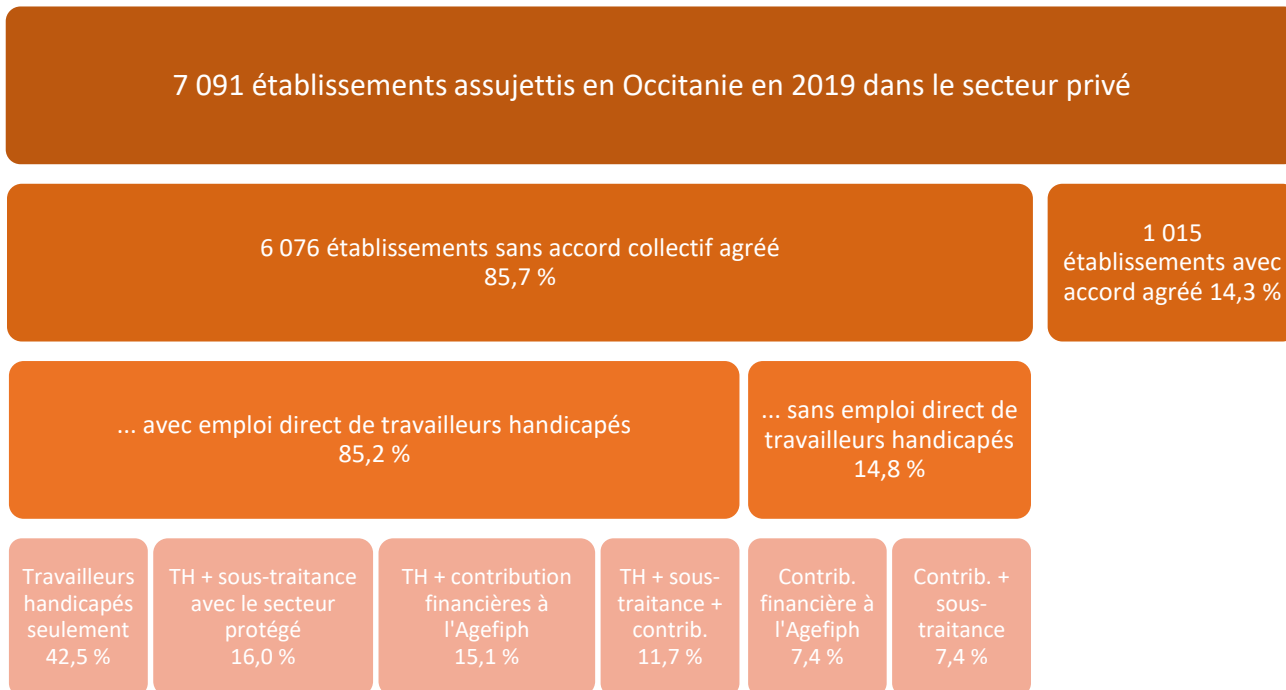 7 091 établissements assujettis en Occitanie en 2019 dans le secteur privé
6 076 établissements sans accord collectif agréé
85,7 %
1 015
établissements avec
accord agréé 14,3 %
... avec emploi direct de travailleurs handicapés
85,2 %
... sans emploi direct de
travailleurs handicapés
14,8 %
Travailleurs
handicapés
seulement
42,5 %
TH + sous-traitance
avec le secteur
protégé
16,0 %
TH + contribution
financières à
l'Agefiph
15,1 %
TH + sous-
traitance +
contrib.
11,7 %
Contrib.
financière à
l'Agefiph
7,4 %
Contrib. +
sous-
traitance
7,4 %